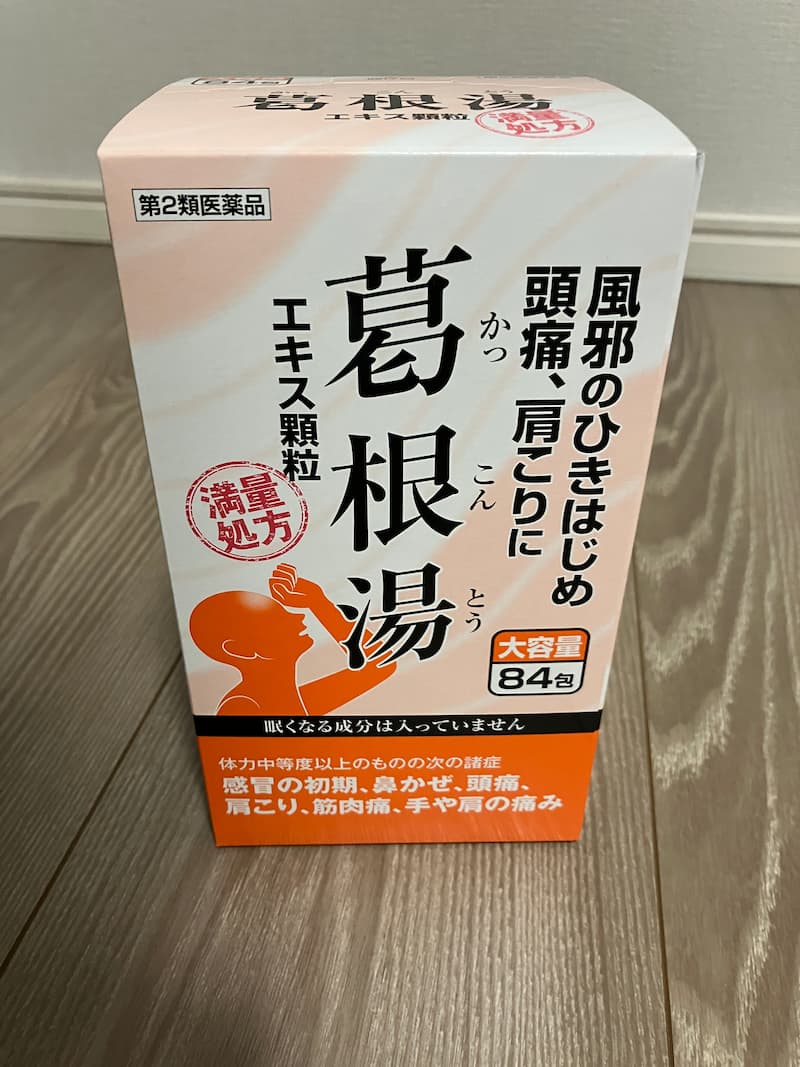 葛根湯
エキス顆粒
満量
処方
第2類医薬品
風邪のひきはじめ
頭痛、肩こりに
葛根湯
かっこんとう
エキス顆粒
満量
処方
大容量
84包
眠くなる成分は入っていません
体力中等度以上のものの次の諸症
感冒の初期、鼻かぜ、頭痛、
肩こり、筋肉痛、手や肩の痛み